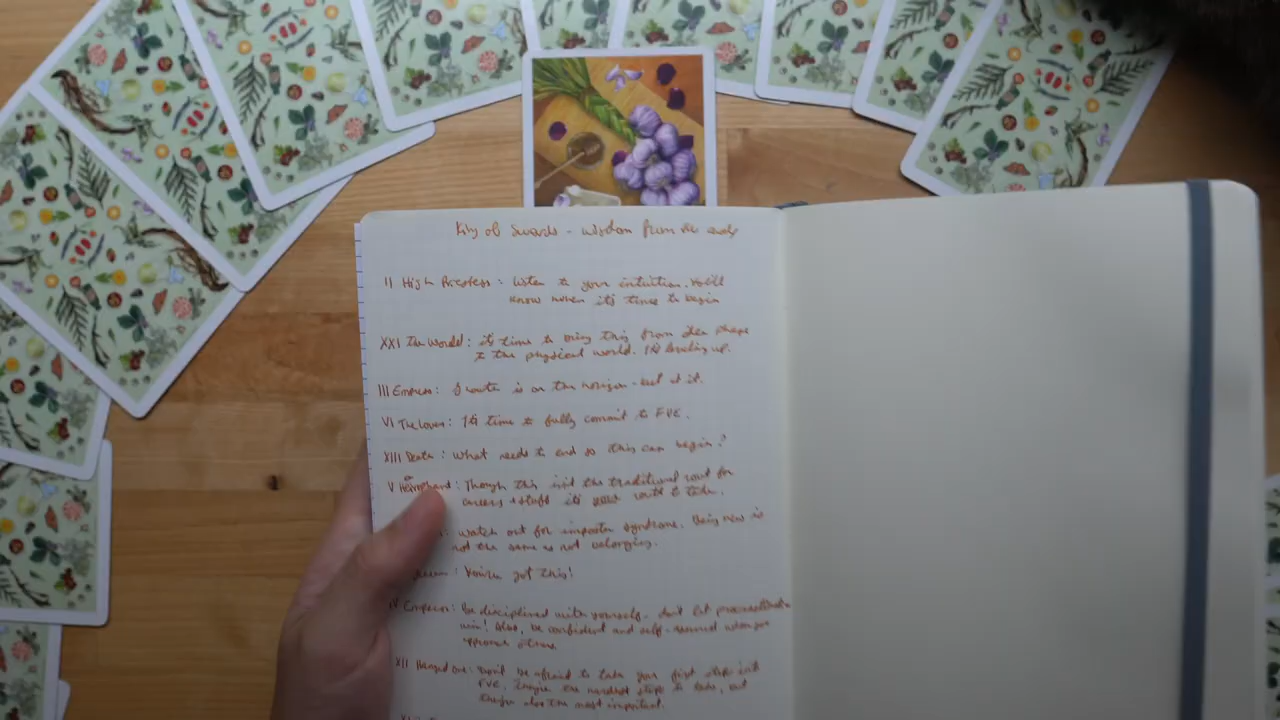 King of Swords - wisdom from the cards
II High Priestess: Listen to your intuition. You'll
know when it's time to begin
XXI The World: it's time to bring this from idea phase
to the physical world. It's leveling up.
III Empress: is on the horizon - out it.
VI The Lovers: It's time to fully commit to FVE.
XIII Death: What needs to end so this can begin?
V Heirophant: Though this isn't the traditional rout for
careers + stuff it's your route to take.
watch out for imposter syndrome. Being new is
not the same as not belonging.
: You've got this!
IV Emperor: Be disciplined with yourself. don't let procrastination
win! Also, be confident and self-assured when you
approach
XII Hanged One: Don't be afraid to take your first step into
FVE. They're the hardest steps to take, but
they're also the most important.